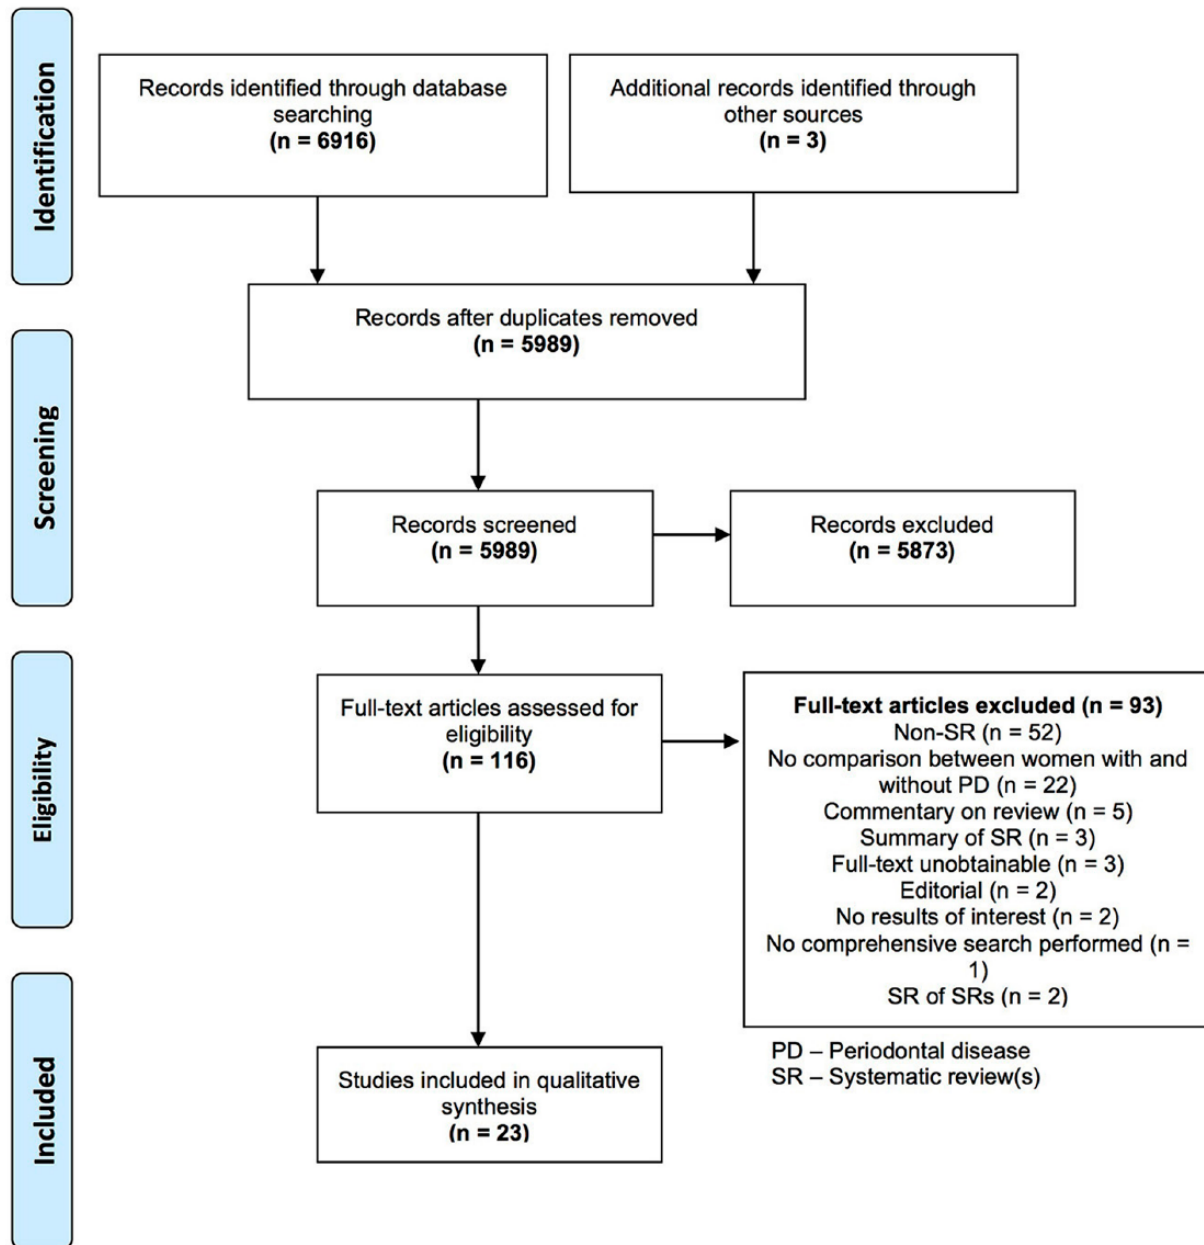 Identification
Records identified through database
searching
(n = 6916)
Additional records identified through
other sources
(n = 3)
Records after duplicates removed
(n = 5989)
Screening
Records screened
(n = 5989)
Records excluded
(n = 5873)
Eligibility
Full-text articles assessed for
eligibility
(n = 116)
Full-text articles excluded (n = 93)
Non-SR (n = 52)
No comparison between women with and
without PD (n = 22)
Commentary on review (n = 5)
Summary of SR (n = 3)
Full-text unobtainable (n = 3)
Editorial (n = 2)
No results of interest (n = 2)
No comprehensive search performed (n =
1)
SR of SRs (n = 2)
PD – Periodontal disease
SR – Systematic review(s)
Included
Studies included in qualitative
synthesis
(n = 23)